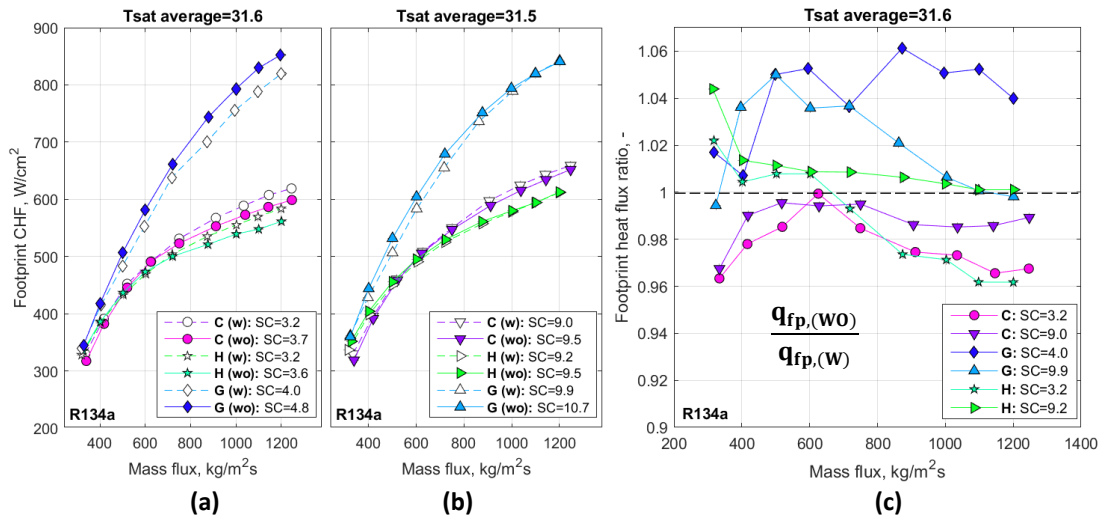 Tsat average=31.6
Footprint CHF, W/cm²
900
800
700
600
500
400
300
200
C (w): SC=3.2
C (wo): SC=3.7
H (w): SC=3.2
H (wo): SC=3.6
G (w): SC=4.0
G (wo): SC=4.8
R134a
400 600 800 1000 1200
Mass flux, kg/m²s
(a)
Tsat average=31.5
C (w): SC=9.0
C (wo): SC=9.5
H (w): SC=9.2
H (wo): SC=9.5
G (w): SC=9.9
G (wo): SC=10.7
R134a
400 600 800 1000 1200
Mass flux, kg/m²s
(b)
Tsat average=31.6
Footprint heat flux ratio, -
1.06
1.04
1.02
1
0.98
0.96
0.94
0.92
0.9
q fp,(WO)
q fp,(W)
C: SC=3.2
C: SC=9.0
G: SC=4.0
G: SC=9.9
H: SC=3.2
H: SC=9.2
R134a
200 400 600 800 1000 1200 1400
Mass flux, kg/m²s
(c)